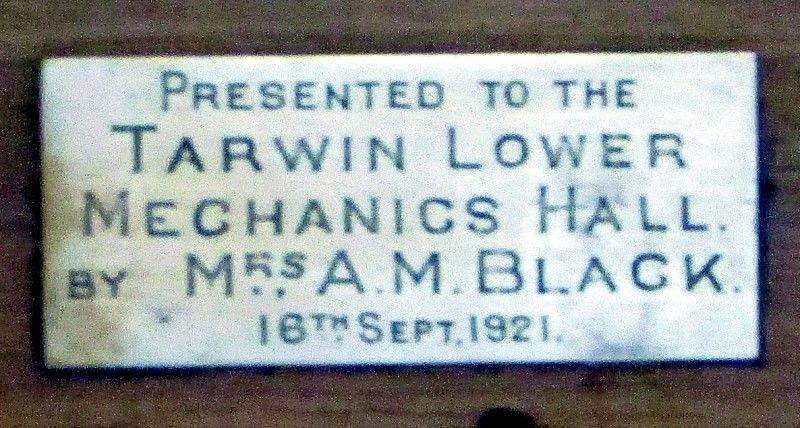 PRESENTED TO THE
TARWIN LOWER
MECHANICS HALL.
BY MRS. A.M. BLACK.
16TH. SEPT. 1921.